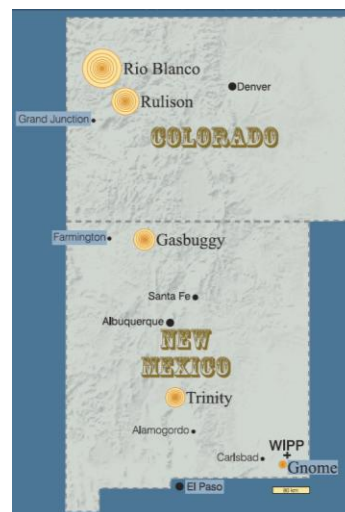 Rio Blanco
Denver
Rulison
Grand Junction
COLORADO
Farmington
Gasbuggy
Santa Fe
Albuquerque
NEW
MEXICO
Trinity
Alamogordo
WIPP
Carlsbad
Gnome
El Paso